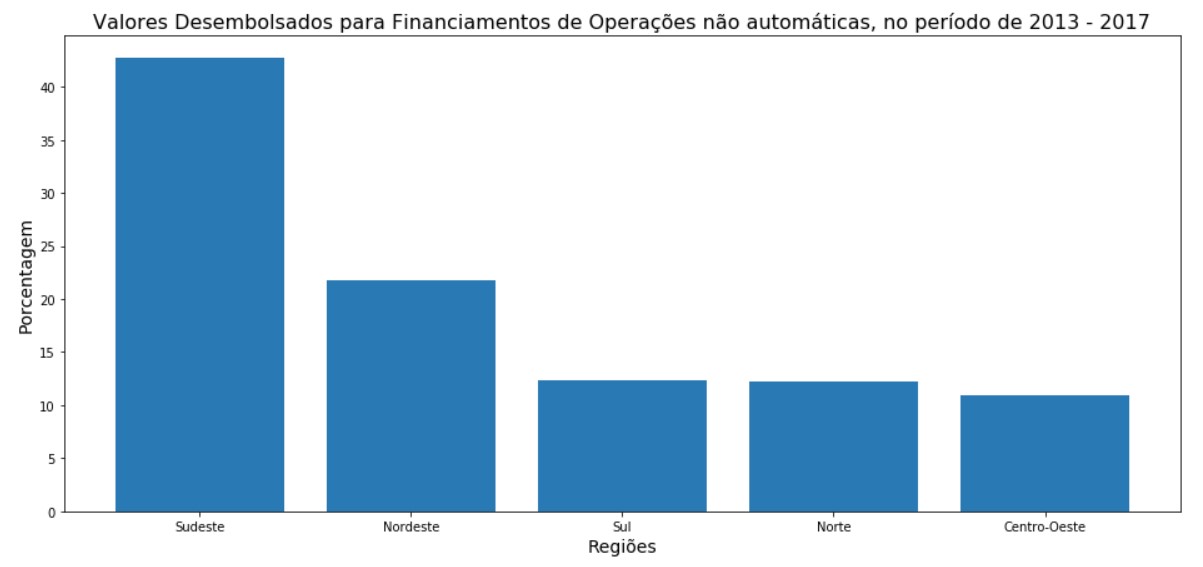 Valores Desembolsados para Financiamentos de Operações não automáticas, no período de 2013 - 2017
Porcentagem
40
35
30
25
20
15
10
5
0
Sudeste Nordeste Sul Norte Centro-Oeste
Regiões